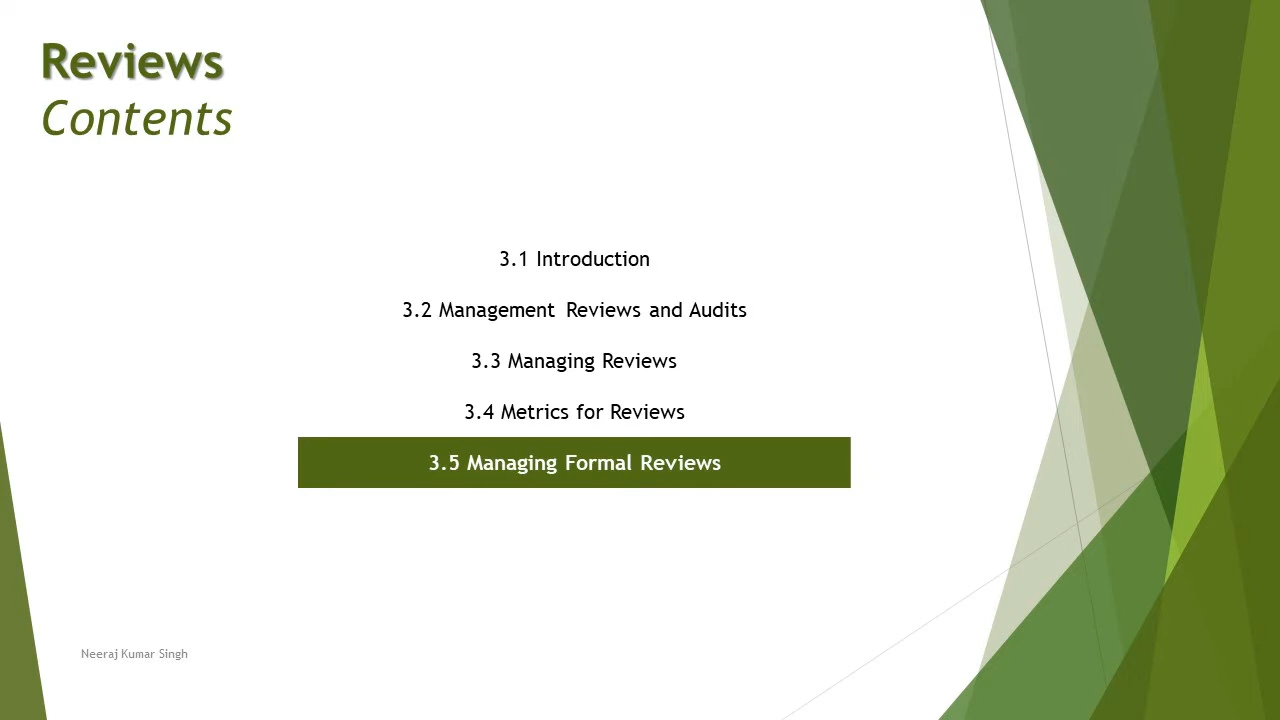 Reviews
Contents
3.1 Introduction
3.2 Management Reviews and Audits
3.3 Managing Reviews
3.4 Metrics for Reviews
3.5 Managing Formal Reviews
Neeraj Kumar Singh